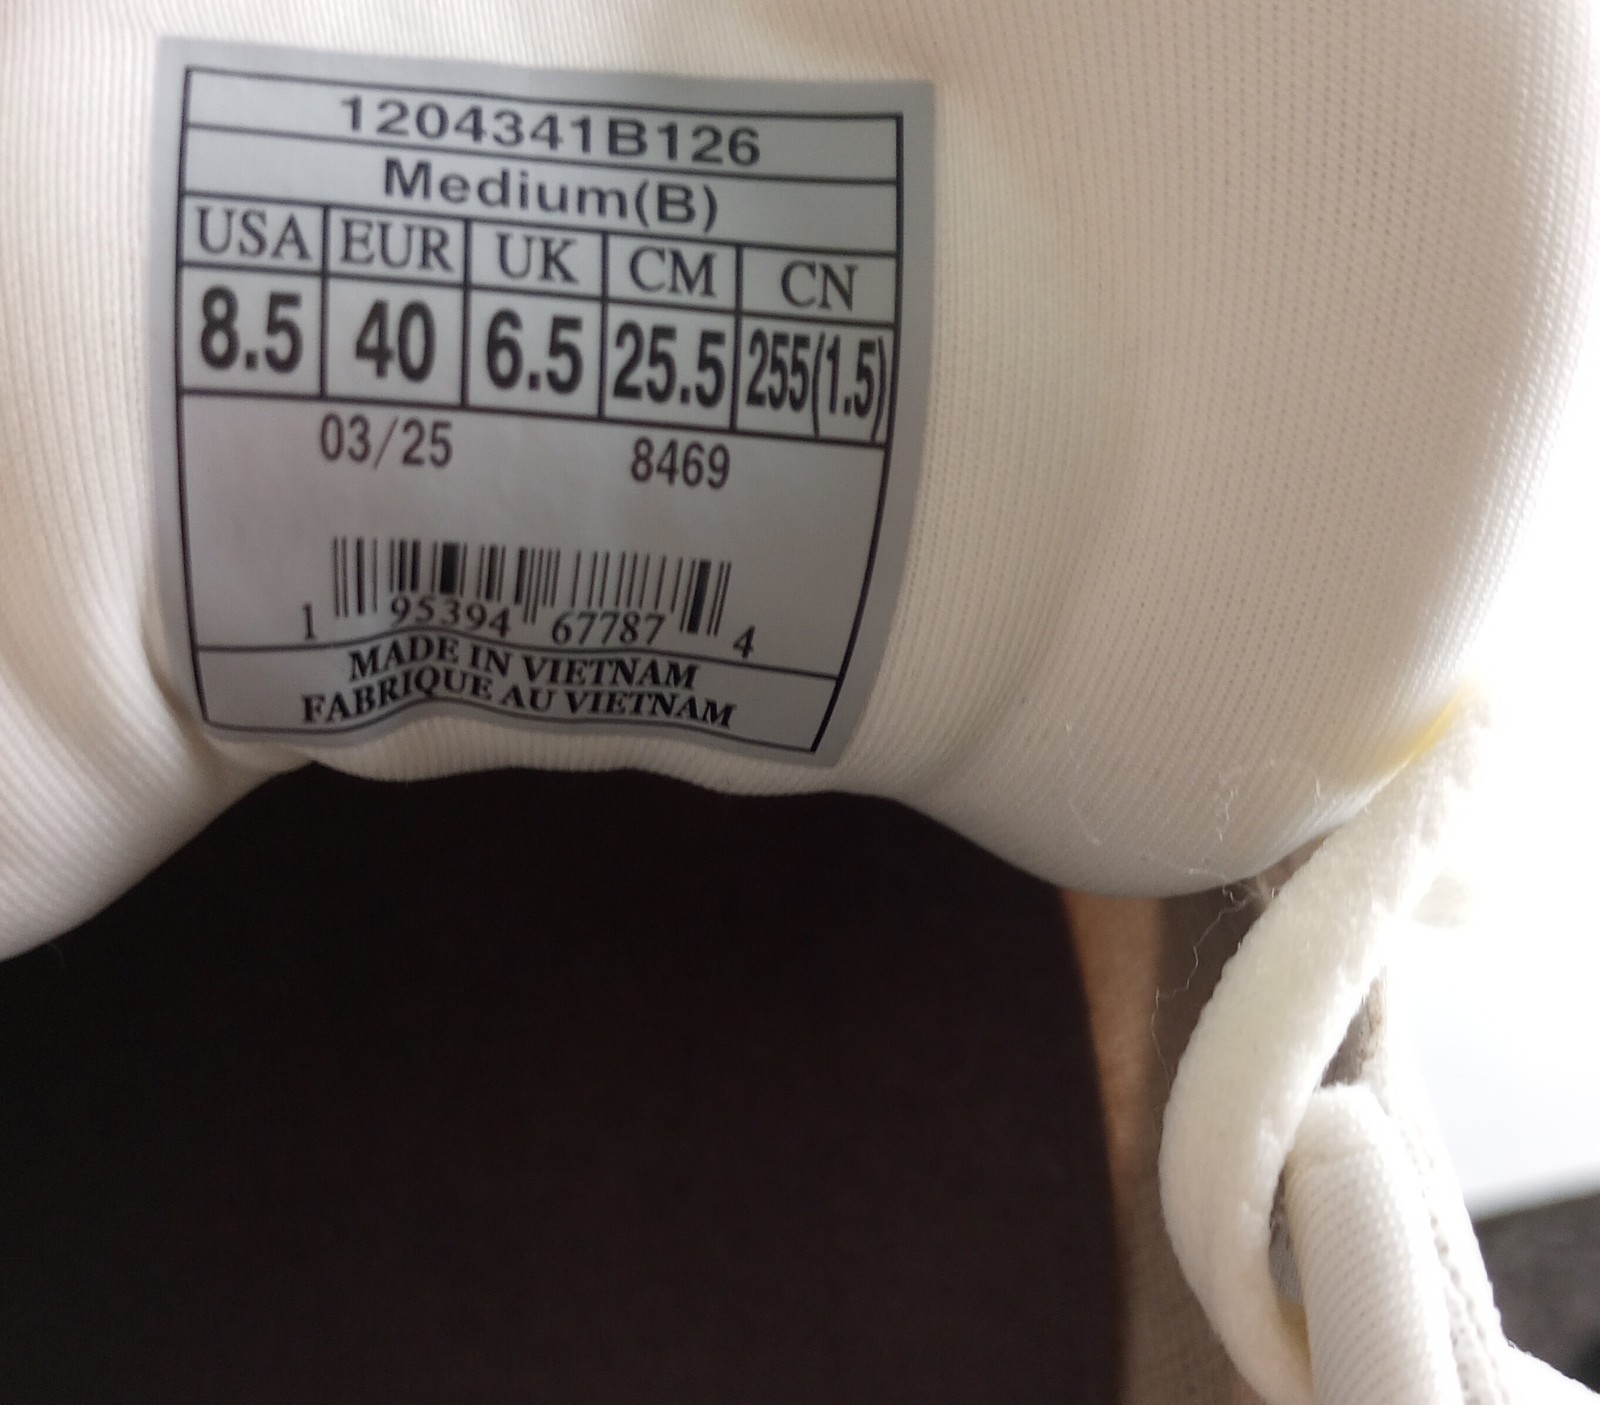 1204341B126
Medium(B)
USA EUR UK CM CN
8.5 40 6.5 25.5 255(1.5)
03/25 8469
1 95394 67787 4
MADE IN VIETNAM
FABRIQUE AU VIETNAM